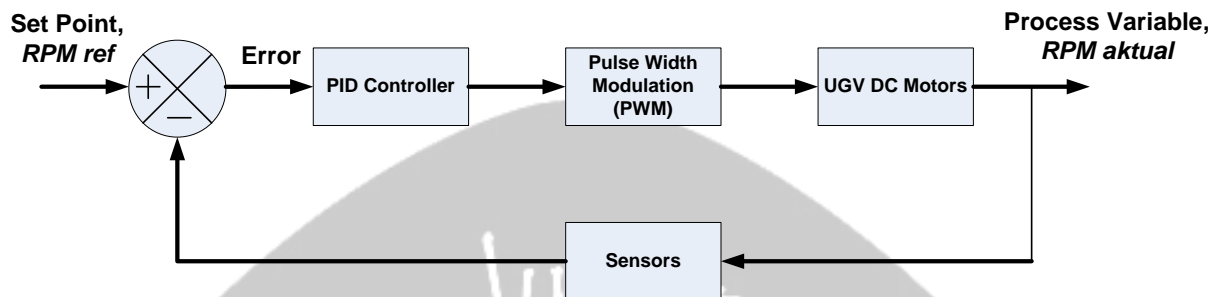 Set Point,
RPM ref
Error
PID Controller
Pulse Width
Modulation
(PWM)
UGV DC Motors
Process Variable,
RPM aktual
+
−
Sensors